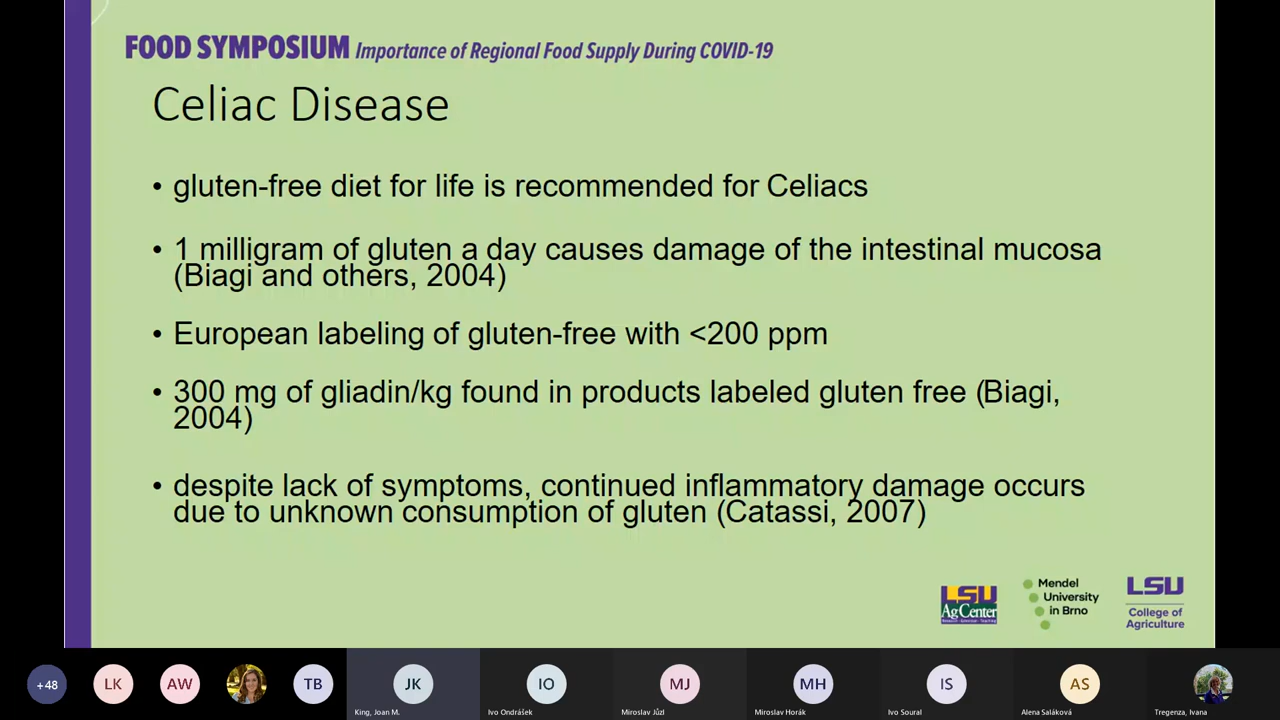 FOOD SYMPOSIUM Importance of Regional Food Supply During COVID-19
Celiac Disease
• gluten-free diet for life is recommended for Celiacs
• 1 milligram of gluten a day causes damage of the intestinal mucosa
(Biagi and others, 2004)
• European labeling of gluten-free with <200 ppm
• 300 mg of gliadin/kg found in products labeled gluten free (Biagi,
2004)
• despite lack of symptoms, continued inflammatory damage occurs
due to unknown consumption of gluten (Catassi, 2007)
LSU
AgCenter
Mendel
University
in Brno
LSU
College of
Agriculture
+48
LK
AW
TB
JK
King, Joan M.
IO
Ivo Ondrášek
MJ
Miroslav Jůzl
MH
Miroslav Horák
IS
Ivo Soural
AS
Alena Saláková
Tregenza, Ivana